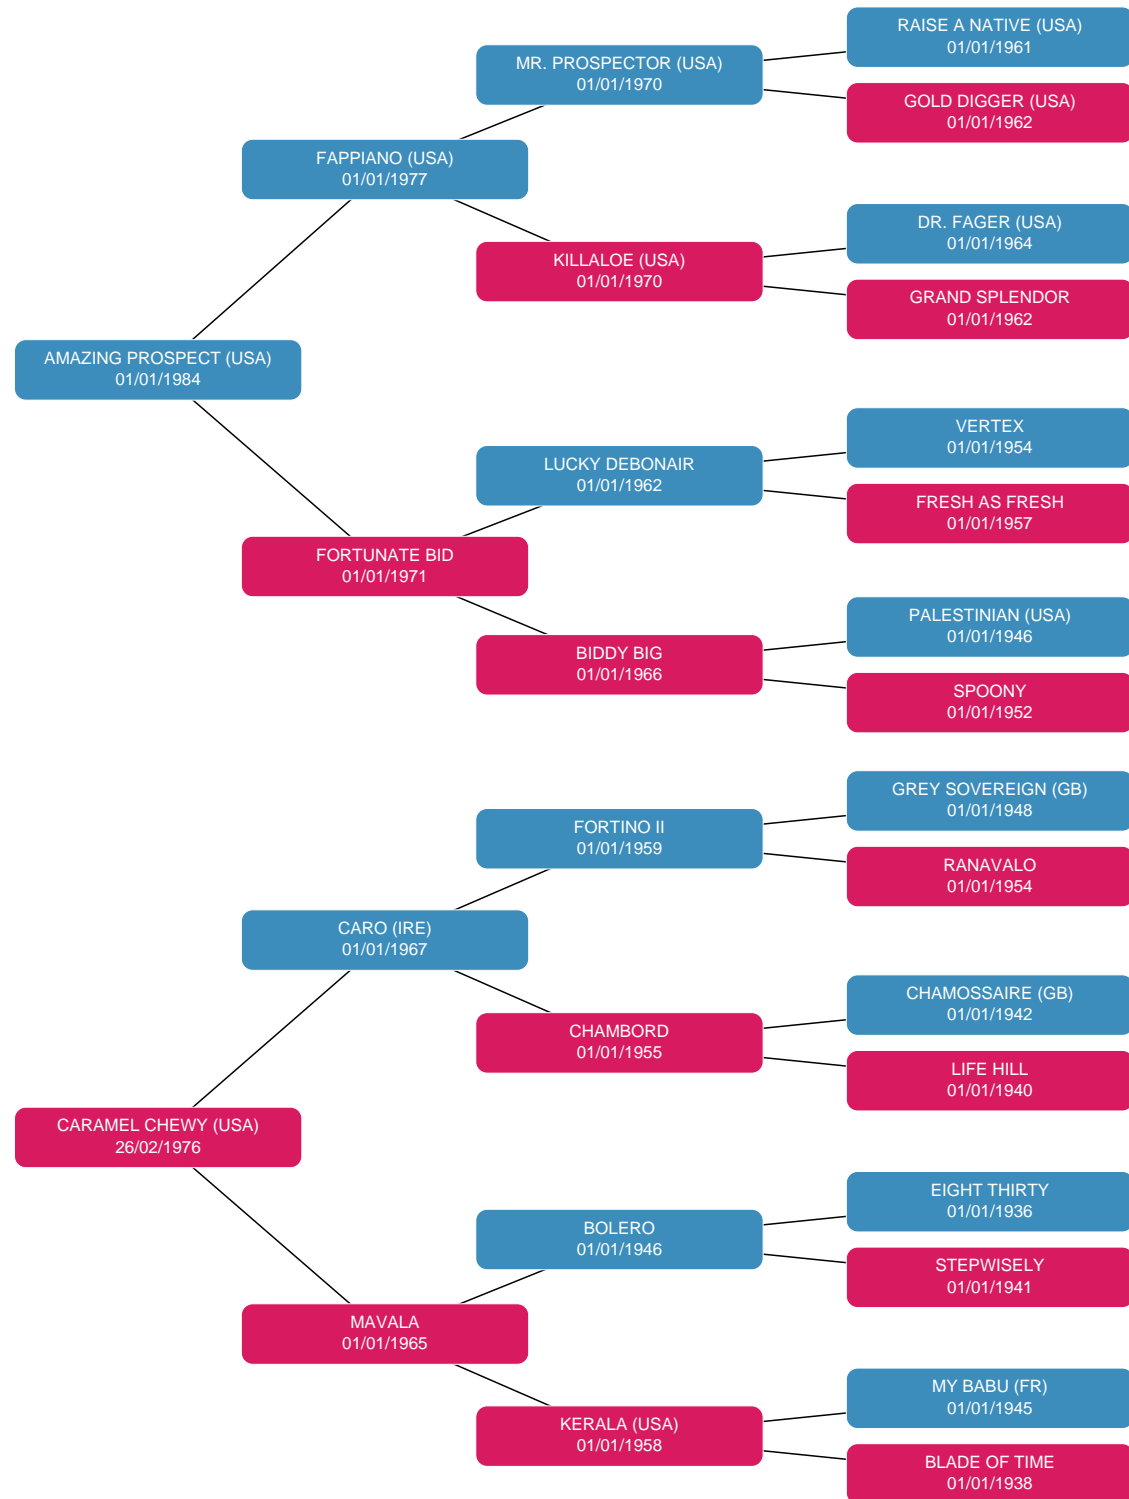 RAISE A NATIVE (USA)
01/01/1961
MR. PROSPECTOR (USA)
01/01/1970
GOLD DIGGER (USA)
01/01/1962
FAPPIANO (USA)
01/01/1977
DR. FAGER (USA)
01/01/1964
KILLALOE (USA)
01/01/1970
GRAND SPLENDOR
01/01/1962
AMAZING PROSPECT (USA)
01/01/1984
VERTEX
01/01/1954
LUCKY DEBONAIR
01/01/1962
FRESH AS FRESH
01/01/1957
FORTUNATE BID
01/01/1971
PALESTINIAN (USA)
01/01/1946
BIDDY BIG
01/01/1966
SPOONY
01/01/1952
GREY SOVEREIGN (GB)
01/01/1948
FORTINO II
01/01/1959
RANAVALO
01/01/1954
CARO (IRE)
01/01/1967
CHAMOSSAIRE (GB)
01/01/1942
CHAMBORD
01/01/1955
LIFE HILL
01/01/1940
CARAMEL CHEWY (USA)
26/02/1976
EIGHT THIRTY
01/01/1936
BOLERO
01/01/1946
STEPWISELY
01/01/1941
MAVALA
01/01/1965
MY BABU (FR)
01/01/1945
KERALA (USA)
01/01/1958
BLADE OF TIME
01/01/1938